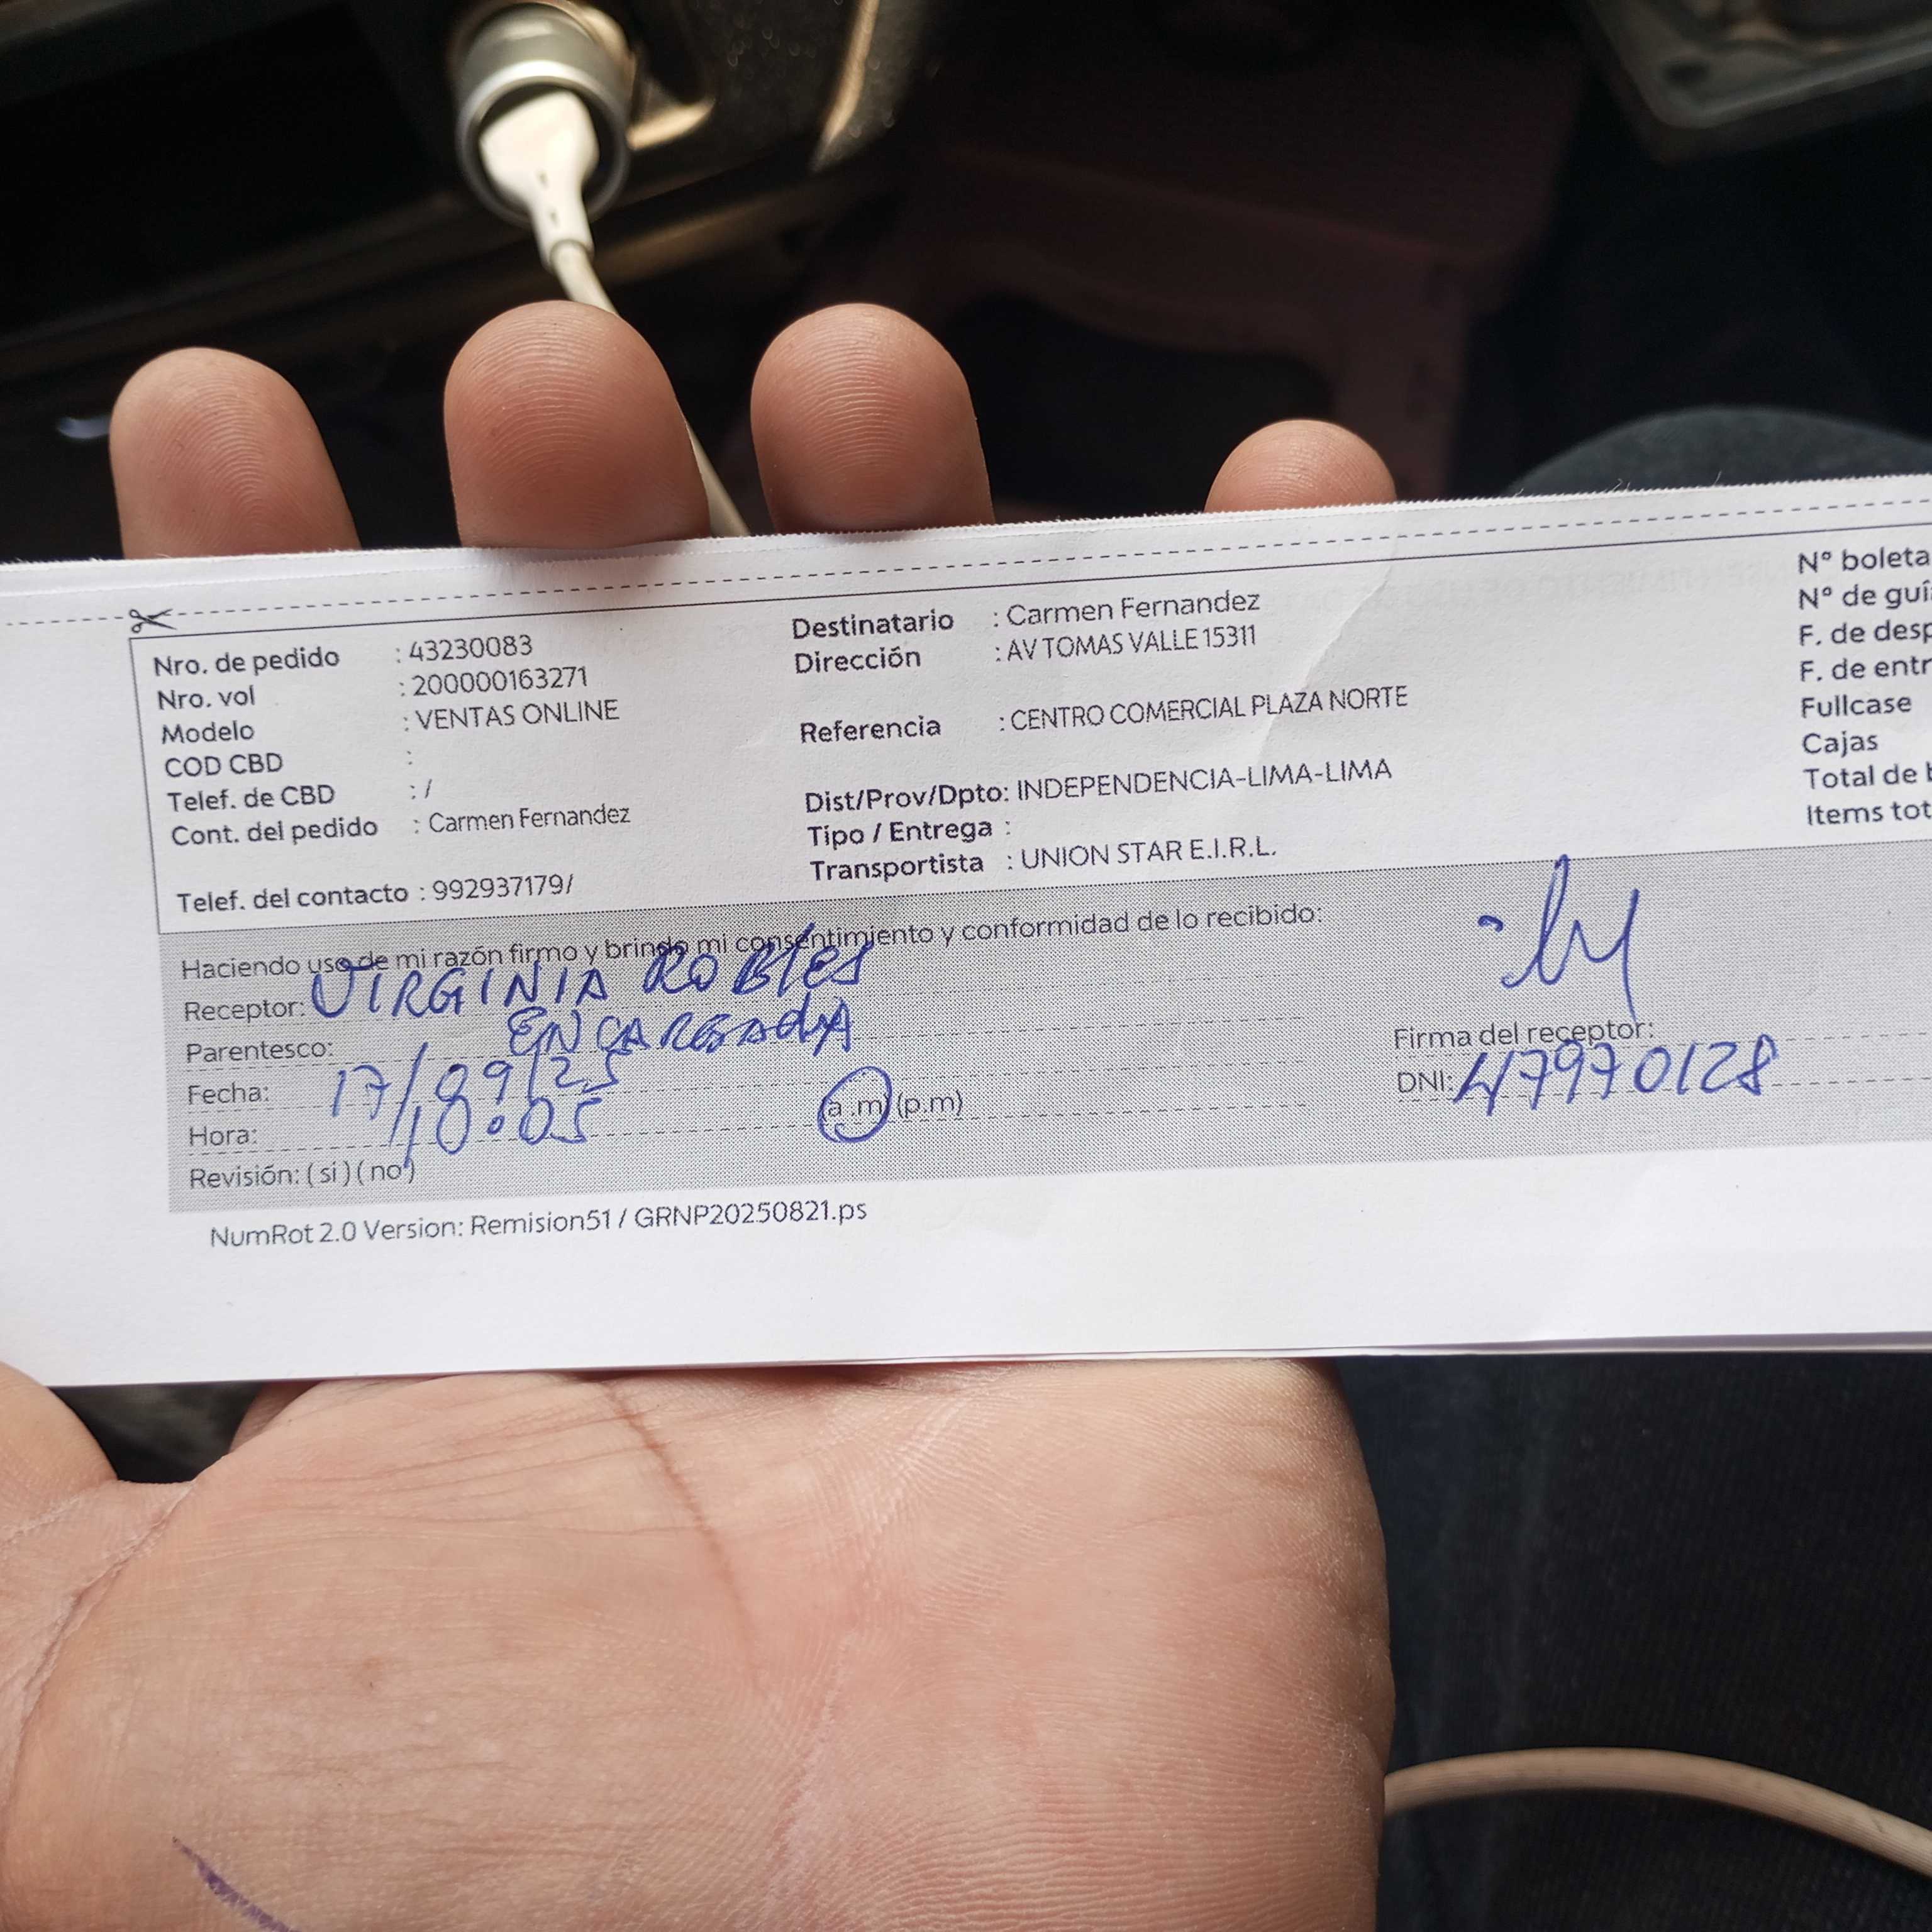 Nro. de pedido : 43230083
Nro. vol : 200000163271
Modelo : VENTAS ONLINE
COD CBD :
Telef. de CBD : /
Cont. del pedido : Carmen Fernandez
Telef. del contacto : 992937179/
Destinatario : Carmen Fernandez
Dirección : AV TOMAS VALLE 15311
Referencia : CENTRO COMERCIAL PLAZA NORTE
Dist/Prov/Dpto: INDEPENDENCIA-LIMA-LIMA
Tipo / Entrega :
Transportista : UNION STAR E.I.R.L.
N° boleta
N° de guí
F. de desp
F. de entr
Fullcase
Cajas
Total de b
Items tot
Haciendo uso de mi razón firmo y brindo mi consentimiento y conformidad de lo recibido:
Receptor: VIRGINIA ROBlES
Parentesco: ENCARGAdA
Fecha: 17/09/25
Hora: 10:05 (a.m) (p.m)
Revisión: (si) (no)
Firma del receptor:
DNI: 47970128
NumRot 2.0 Version: Remision51 / GRNP20250821.ps